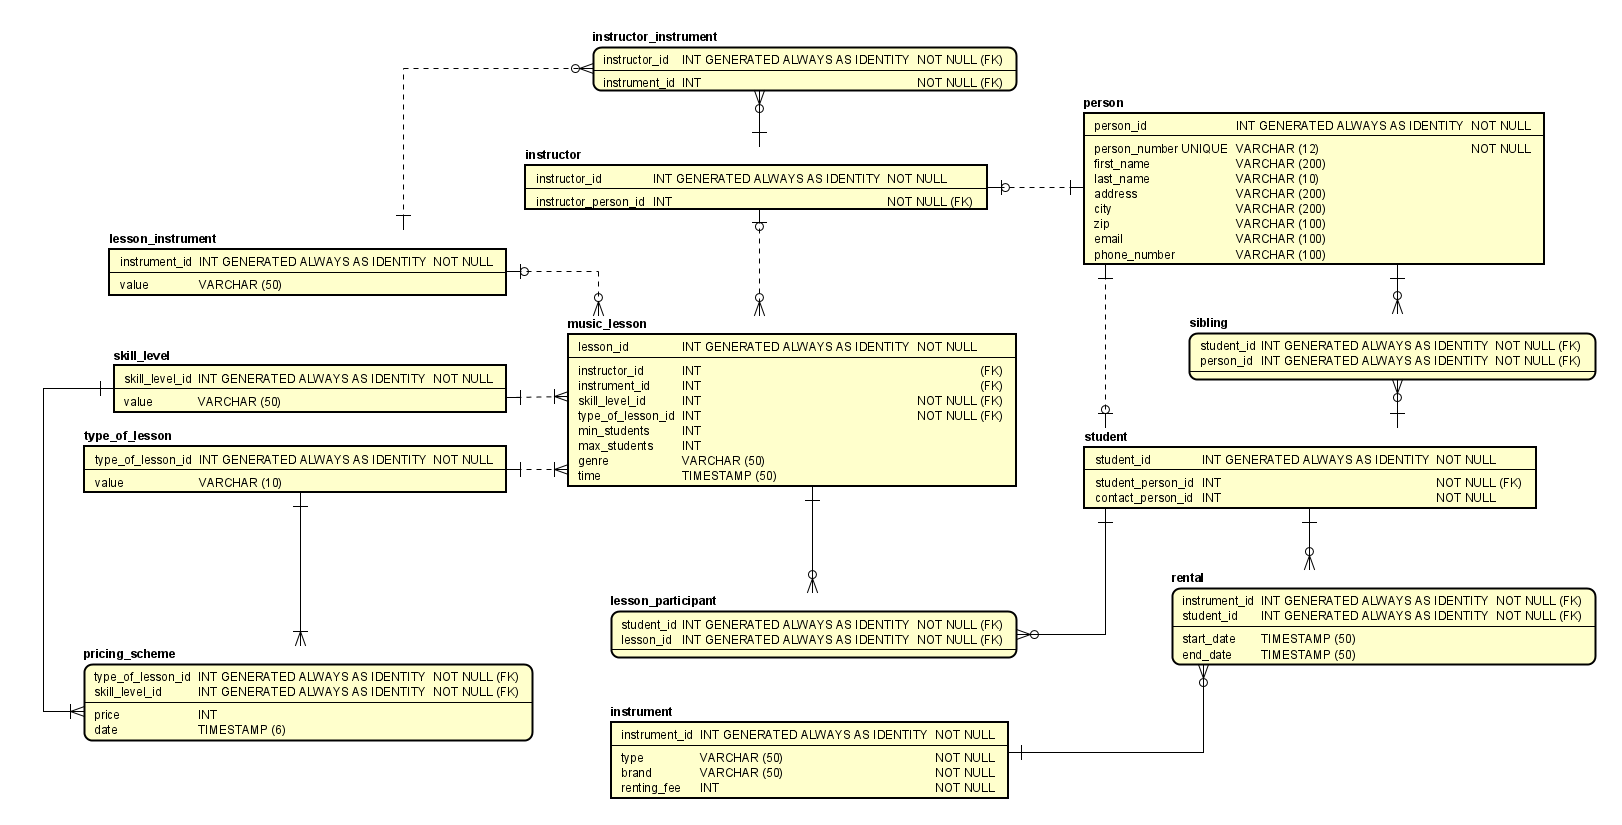 instructor_instrument
instructor_id INT GENERATED ALWAYS AS IDENTITY NOT NULL (FK)
instrument_id INT NOT NULL (FK)
person
person_id INT GENERATED ALWAYS AS IDENTITY NOT NULL
person_number UNIQUE VARCHAR (12) NOT NULL
first_name VARCHAR (200)
last_name VARCHAR (10)
address VARCHAR (200)
city VARCHAR (200)
zip VARCHAR (100)
email VARCHAR (100)
phone_number VARCHAR (100)
instructor
instructor_id INT GENERATED ALWAYS AS IDENTITY NOT NULL
instructor_person_id INT NOT NULL (FK)
lesson_instrument
instrument_id INT GENERATED ALWAYS AS IDENTITY NOT NULL
value VARCHAR (50)
music_lesson
lesson_id INT GENERATED ALWAYS AS IDENTITY NOT NULL
instructor_id INT (FK)
instrument_id INT (FK)
skill_level_id INT NOT NULL (FK)
type_of_lesson_id INT NOT NULL (FK)
min_students INT
max_students INT
genre VARCHAR (50)
time TIMESTAMP (50)
sibling
student_id INT GENERATED ALWAYS AS IDENTITY NOT NULL (FK)
person_id INT GENERATED ALWAYS AS IDENTITY NOT NULL (FK)
skill_level
skill_level_id INT GENERATED ALWAYS AS IDENTITY NOT NULL
value VARCHAR (50)
type_of_lesson
type_of_lesson_id INT GENERATED ALWAYS AS IDENTITY NOT NULL
value VARCHAR (10)
student
student_id INT GENERATED ALWAYS AS IDENTITY NOT NULL
student_person_id INT NOT NULL (FK)
contact_person_id INT NOT NULL
rental
instrument_id INT GENERATED ALWAYS AS IDENTITY NOT NULL (FK)
student_id INT GENERATED ALWAYS AS IDENTITY NOT NULL (FK)
start_date TIMESTAMP (50)
end_date TIMESTAMP (50)
lesson_participant
student_id INT GENERATED ALWAYS AS IDENTITY NOT NULL (FK)
lesson_id INT GENERATED ALWAYS AS IDENTITY NOT NULL (FK)
pricing_scheme
type_of_lesson_id INT GENERATED ALWAYS AS IDENTITY NOT NULL (FK)
skill_level_id INT GENERATED ALWAYS AS IDENTITY NOT NULL (FK)
price INT
date TIMESTAMP (6)
instrument
instrument_id INT GENERATED ALWAYS AS IDENTITY NOT NULL
type VARCHAR (50) NOT NULL
brand VARCHAR (50) NOT NULL
renting_fee INT NOT NULL